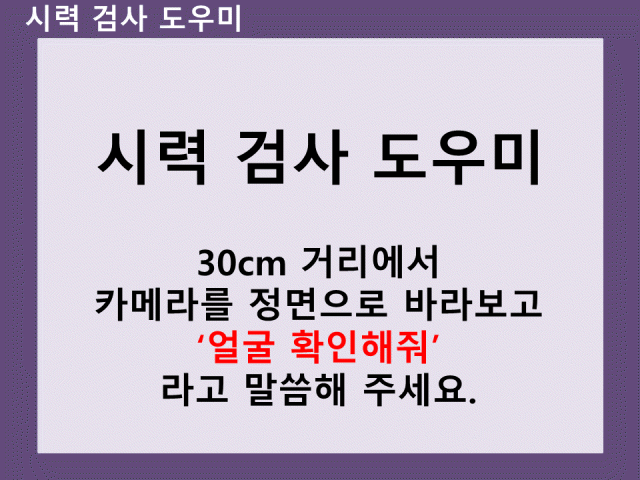 시력 검사 도우미
시력 검사 도우미
30cm 거리에서
카메라를 정면으로 바라보고
‘얼굴 확인해줘’
라고 말씀해 주세요.